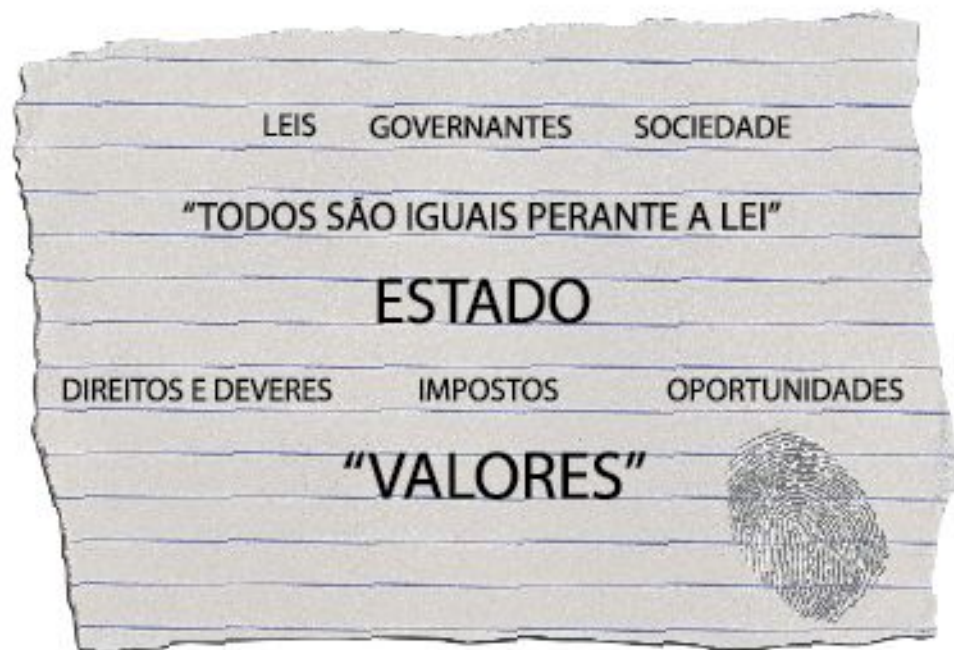 LEIS GOVERNANTES SOCIEDADE
“TODOS SÃO IGUAIS PERANTE A LEI”
ESTADO
DIREITOS E DEVERES IMPOSTOS OPORTUNIDADES
“VALORES”